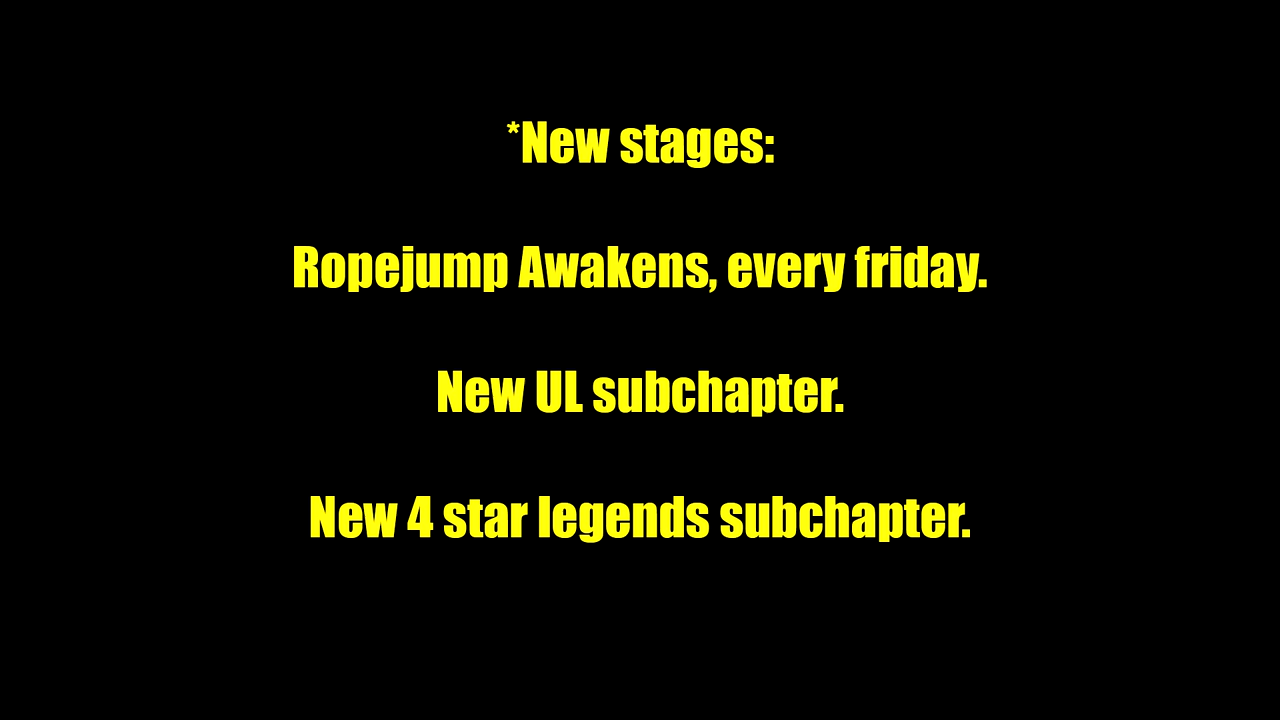 *New stages:
Ropejump Awakens, every friday.
New UL subchapter.
New 4 star legends subchapter.